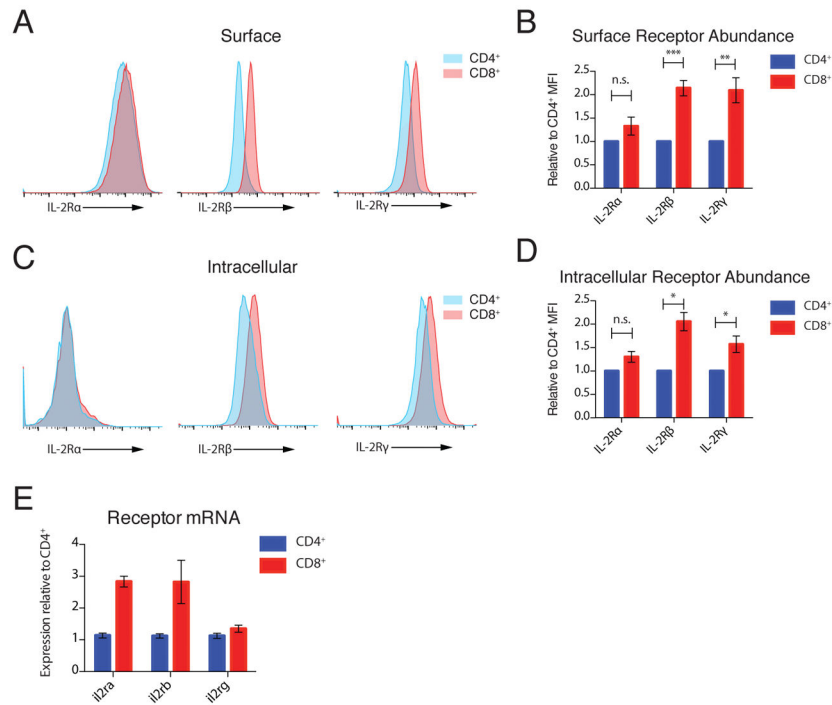 A
Surface
CD4⁺
CD8⁺
IL-2Rα
IL-2Rβ
IL-2Rγ
B
Surface Receptor Abundance
Relative to CD4⁺ MFI
2.5
2.0
1.5
1.0
0.5
0.0
n.s.
***
**
CD4⁺
CD8⁺
IL-2Rα
IL-2Rβ
IL-2Rγ
C
Intracellular
CD4⁺
CD8⁺
IL-2Rα
IL-2Rβ
IL-2Rγ
D
Intracellular Receptor Abundance
Relative to CD4⁺ MFI
2.5
2.0
1.5
1.0
0.5
0.0
n.s.
*
*
CD4⁺
CD8⁺
IL-2Rα
IL-2Rβ
IL-2Rγ
E
Receptor mRNA
Expression relative to CD4⁺
4
3
2
1
0
CD4⁺
CD8⁺
il2ra
il2rb
il2rg